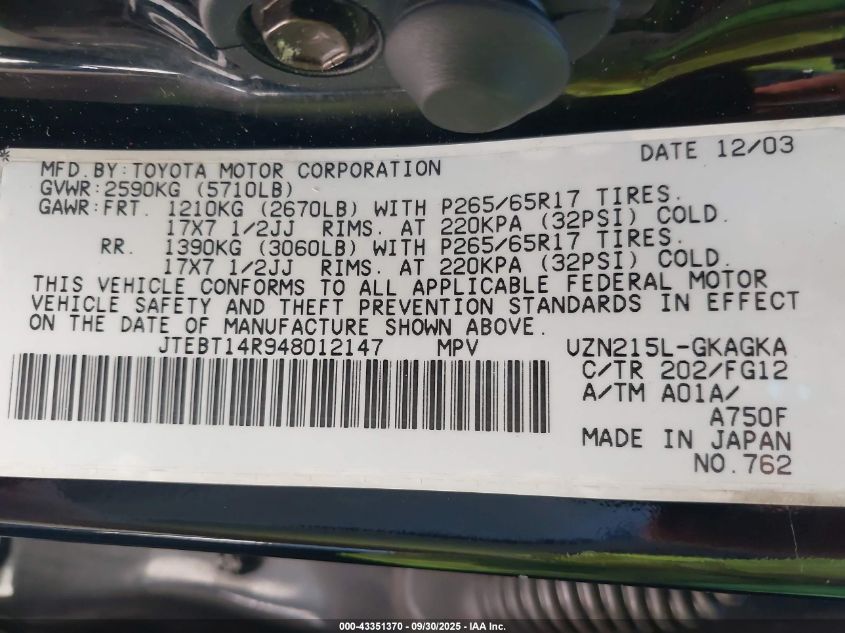 DATE 12/03
MFD.BY:TOYOTA MOTOR CORPORATION
GVWR:2590KG (5710LB)
GAWR:FRT. 1210KG (2670LB) WITH P265/65R17 TIRES.
17X7 1/2JJ RIMS. AT 220KPA (32PSI) COLD.
RR. 1390KG (3060LB) WITH P265/65R17 TIRES.
17X7 1/2JJ RIMS. AT 220KPA (32PSI) COLD.
THIS VEHICLE CONFORMS TO ALL APPLICABLE FEDERAL MOTOR
VEHICLE SAFETY AND THEFT PREVENTION STANDARDS IN EFFECT
ON THE DATE OF MANUFACTURE SHOWN ABOVE.
JTEBT14R948012147 MPV UZN215L-GKAGKA
C/TR 202/FG12
A/TM A01A/
A750F
MADE IN JAPAN
NO.762
000-43351370 - 09/30/2025 - IAA Inc.